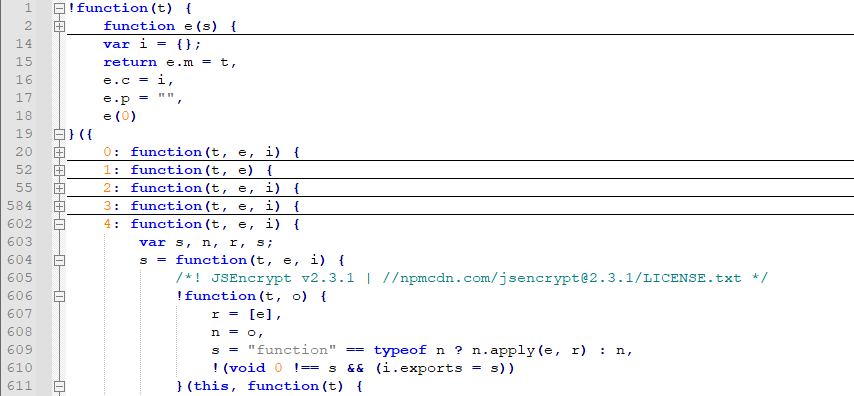 1 !function(t) {
2 function e(s) {
14 var i = {};
15 return e.m = t,
16 e.c = i,
17 e.p = "",
18 e(0)
19 }({
20 0: function(t, e, i) {
52 1: function(t, e) {
55 2: function(t, e, i) {
584 3: function(t, e, i) {
602 4: function(t, e, i) {
603 var s, n, r, s;
604 s = function(t, e, i) {
605 /*! JSEncrypt v2.3.1 | //npmcdn.com/jsencrypt@2.3.1/LICENSE.txt */
606 !function(t, o) {
607 r = [e],
608 n = o,
609 s = "function" == typeof n ? n.apply(e, r) : n,
610 !(void 0 !== s && (i.exports = s))
611 }(this, function(t) {